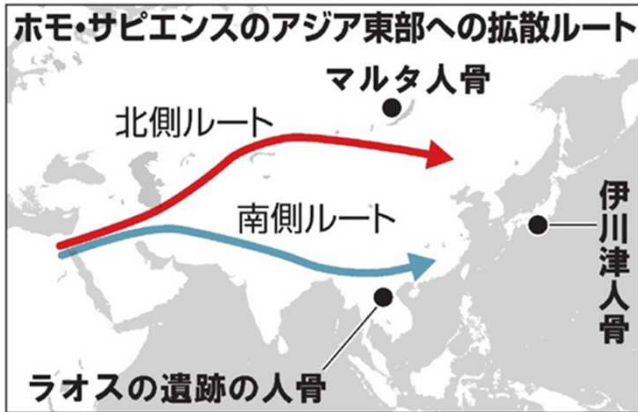 ホモ・サピエンスのアジア東部への拡散ルート
マルタ人骨
北側ルート
南側ルート
伊川津人骨
ラオスの遺跡の人骨